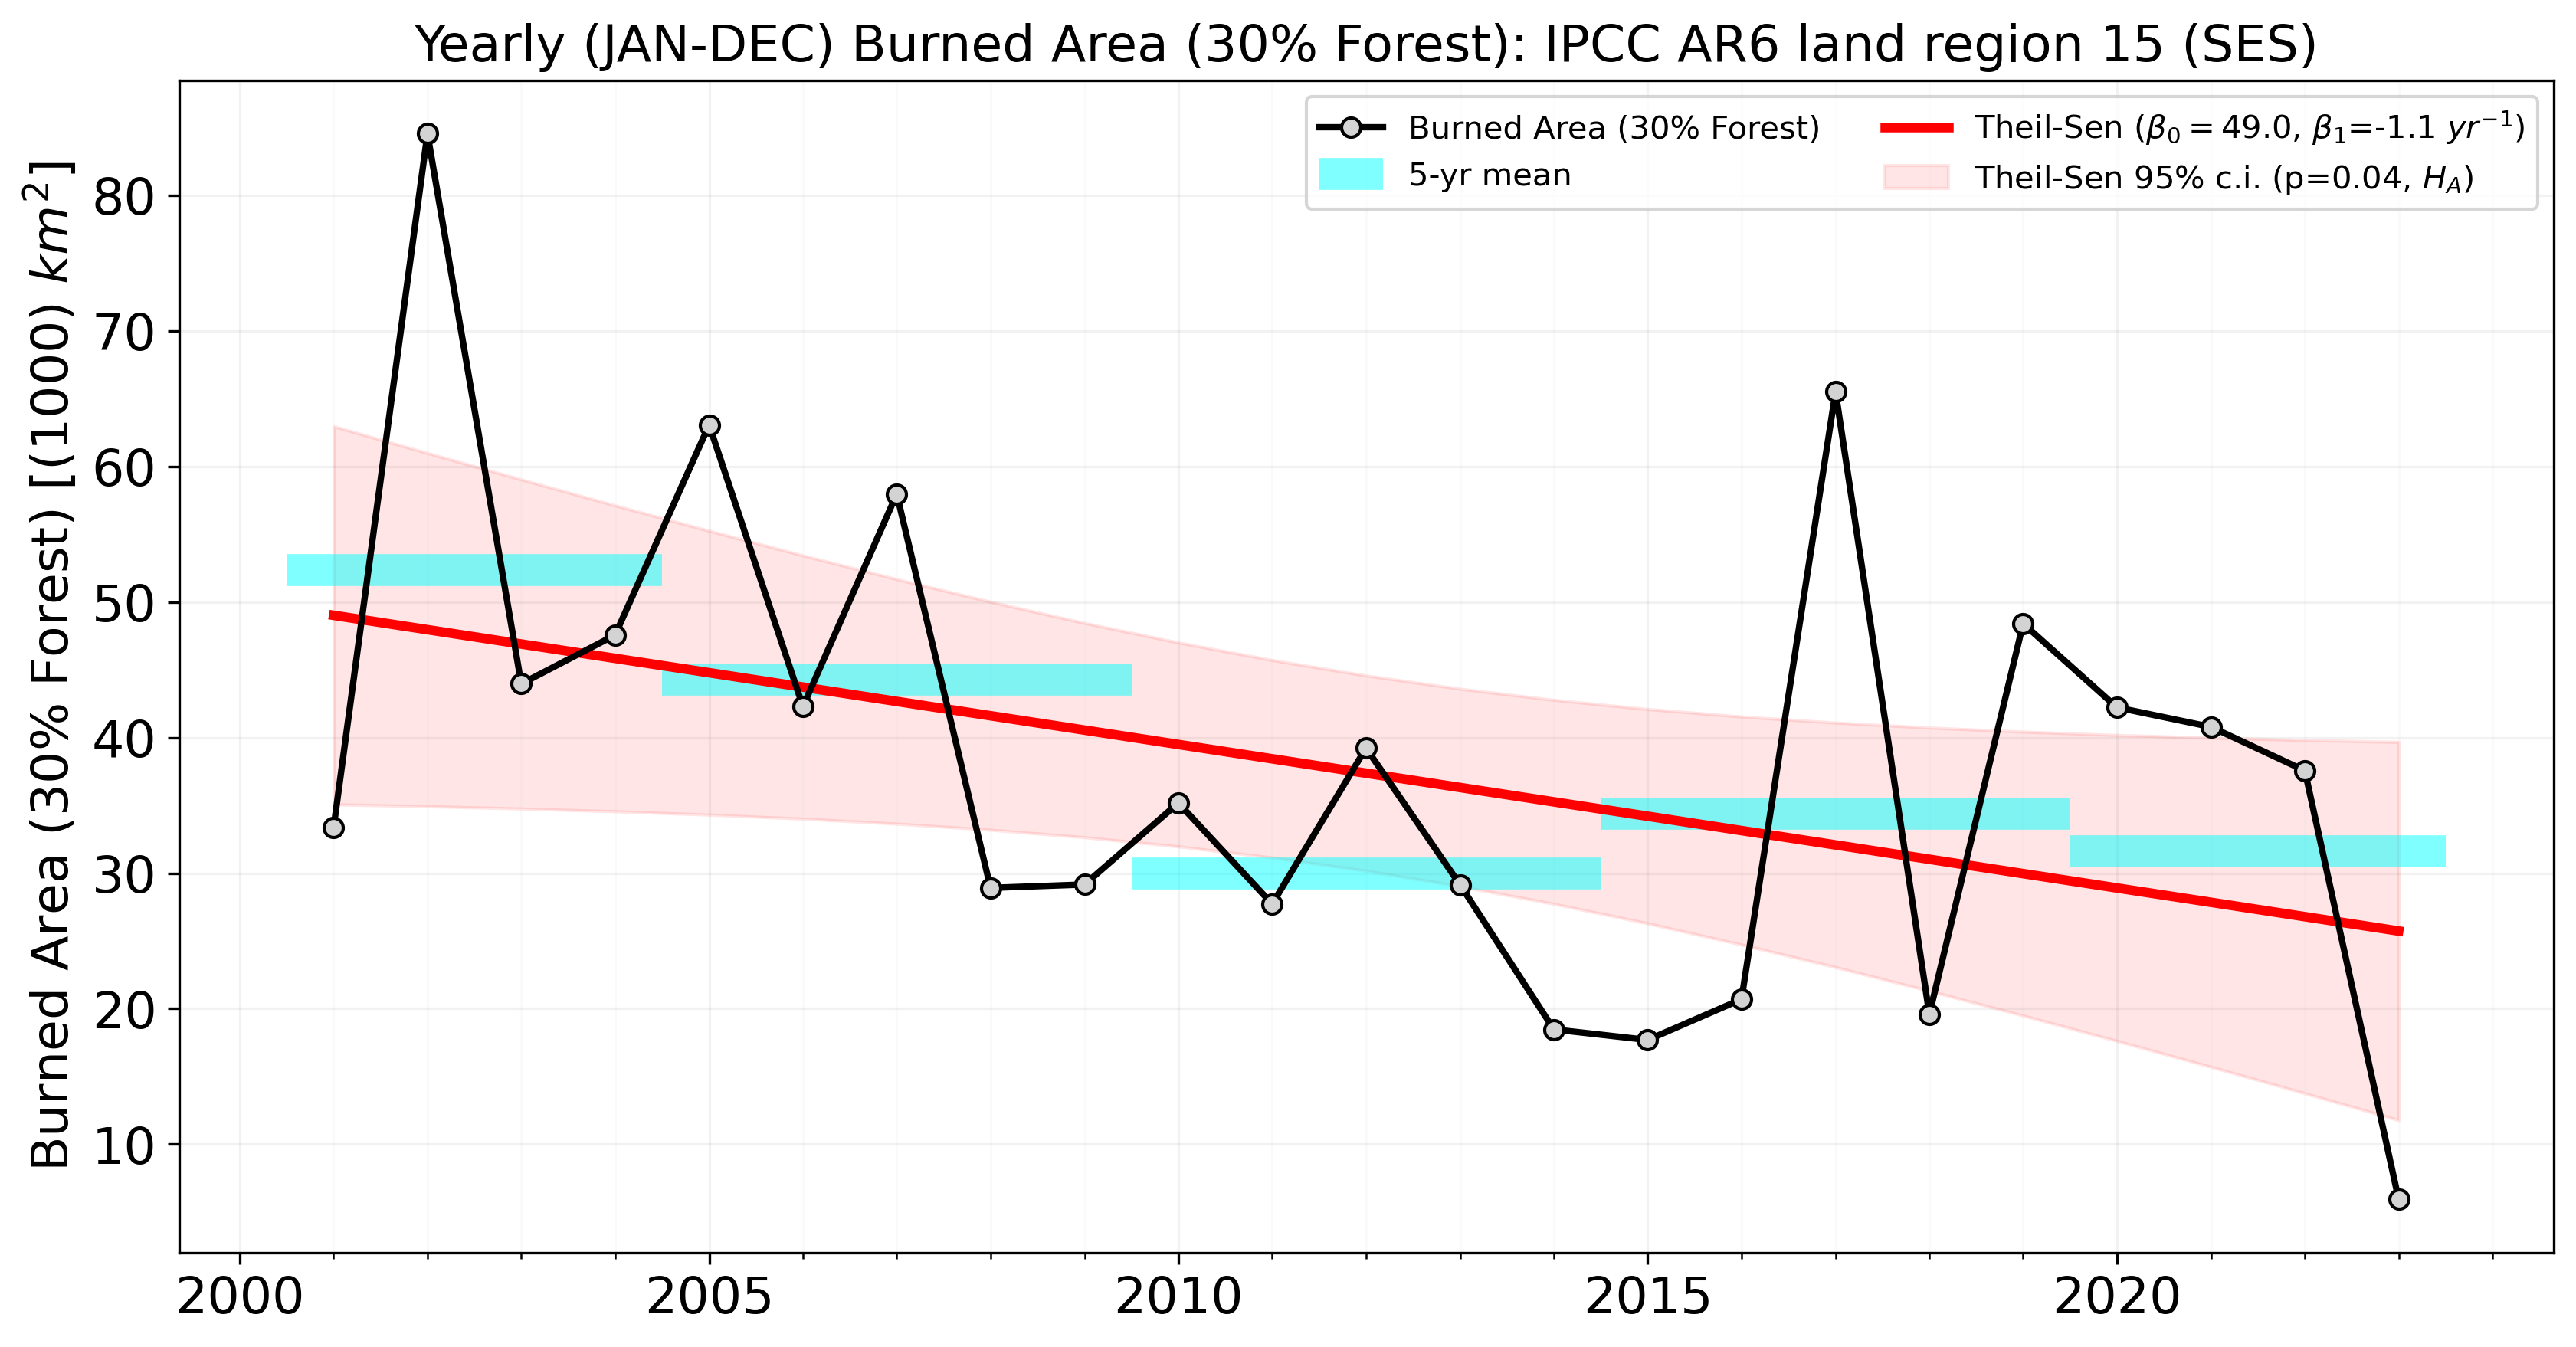 Yearly (JAN-DEC) Burned Area (30% Forest): IPCC AR6 land region 15 (SES)
Burned Area (30% Forest)
5-yr mean
Theil-Sen (β₀ = 49.0, β₁=-1.1 yr⁻¹)
Theil-Sen 95% c.i. (p=0.04, H_A)
Burned Area (30% Forest) [(1000) km²]
80
70
60
50
40
30
20
10
2000 2005 2010 2015 2020